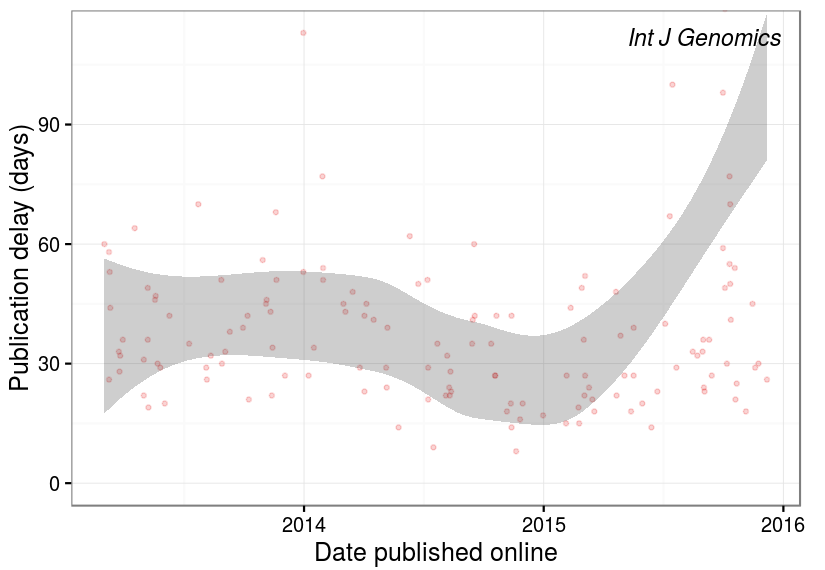 Int J Genomics
Publication delay (days)
90
60
30
0
2014
2015
2016
Date published online